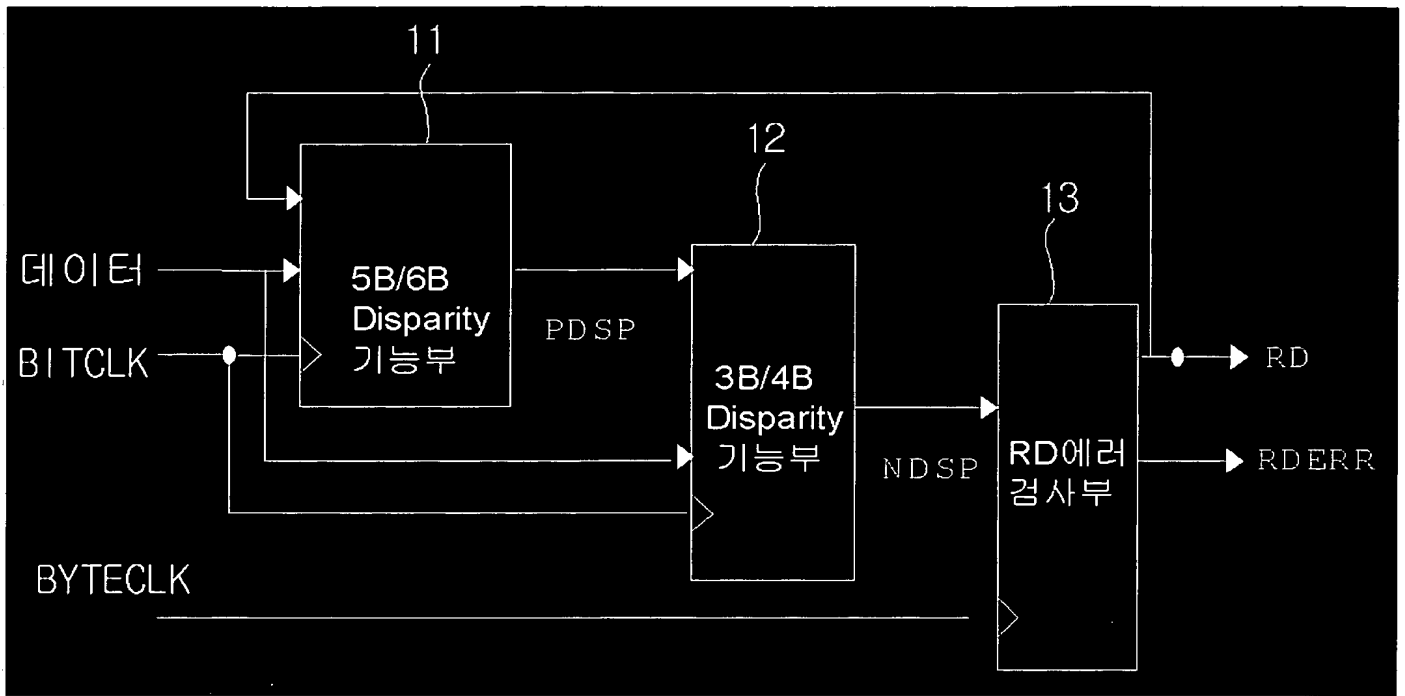 11
12
13
데이터
5B/6B
Disparity
기능부
PDSP
BITCLK
3B/4B
Disparity
기능부
NDSP
RD에러
검사부
RD
RDERR
BYTECLK